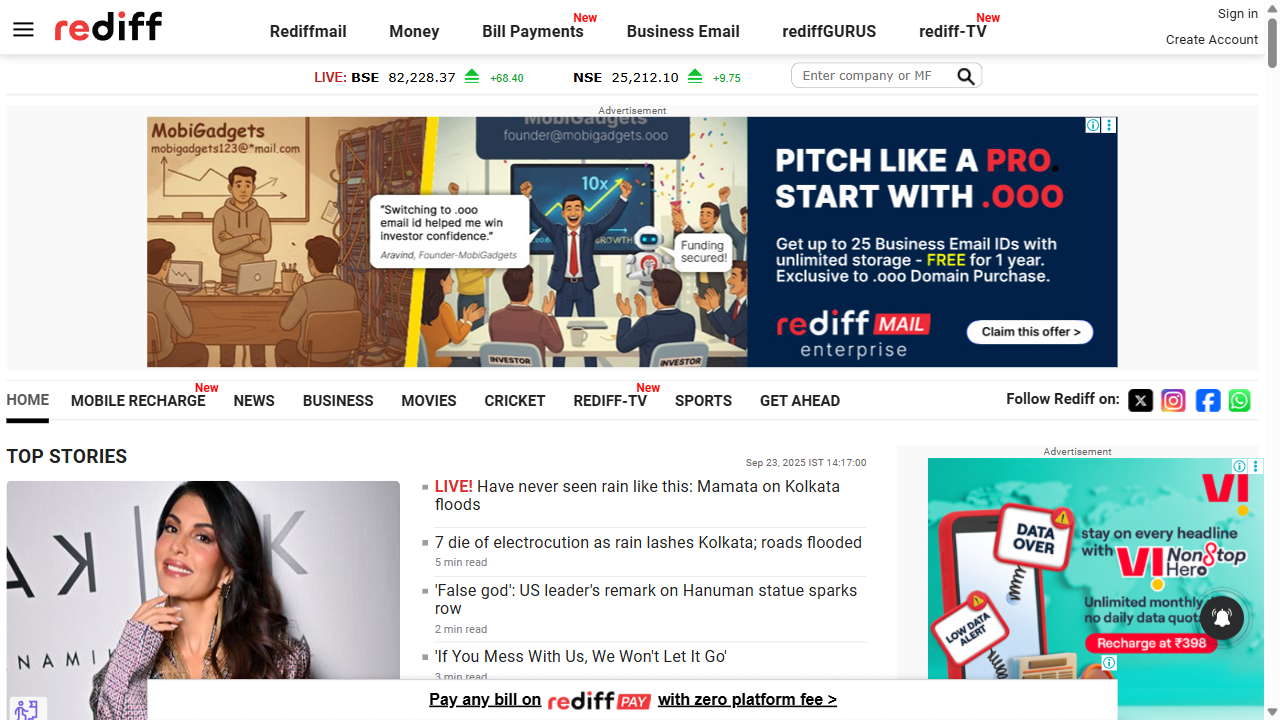 rediff
Rediffmail
Money
Bill Payments
New
Business Email
rediffGURUS
rediff-TV
New
Sign in
Create Account
LIVE: BSE 82,228.37 +68.40
NSE 25,212.10 +9.75
Enter company or MF
Advertisement
MobiGadgets
mobigadgets123@*mail.com
MobiGadgets
founder@mobigadgets.ooo
10x
GROWTH
"Switching to .ooo
email id helped me win
investor confidence."
Aravind, Founder-MobiGadgets
Funding
secured!
INVESTOR
INVESTOR
PITCH LIKE A PRO.
START WITH .OOO
Get up to 25 Business Email IDs with
unlimited storage - FREE for 1 year.
Exclusive to .ooo Domain Purchase.
rediff MAIL
enterprise
Claim this offer >
HOME
MOBILE RECHARGE
New
NEWS
BUSINESS
MOVIES
CRICKET
REDIFF-TV
New
SPORTS
GET AHEAD
Follow Rediff on:
TOP STORIES
Sep 23, 2025 IST 14:17:00
LIVE! Have never seen rain like this: Mamata on Kolkata
floods
7 die of electrocution as rain lashes Kolkata; roads flooded
5 min read
'False god': US leader's remark on Hanuman statue sparks
row
2 min read
'If You Mess With Us, We Won't Let It Go'
3 min read
Advertisement
VI
DATA
OVER
stay on every headline
with VI NonStop
Hero
LOW DATA
ALERT
Unlimited monthly
no daily data quota
Recharge at ₹398
Pay any bill on rediff PAY with zero platform fee >